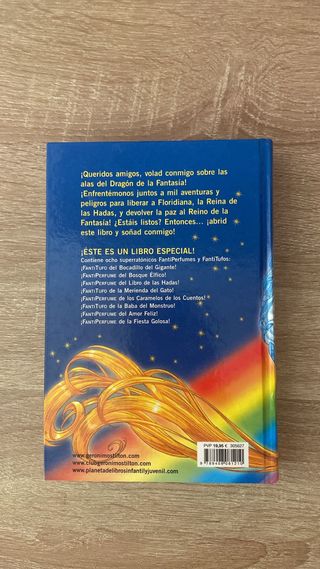 ¡Queridos amigos, volad conmigo sobre las
alas del Dragón de la Fantasía!
¡Enfrentémonos juntos a mil aventuras y
peligros para liberar a Floridiana, la Reina de
las Hadas, y devolver la paz al Reino de la
Fantasía! ¿Estáis listos? Entonces... ¡abrid
este libro y soñad conmigo!
¡ÉSTE ES UN LIBRO ESPECIAL!
Contiene ocho superratónicos FantiPerfumes y FantiTufos:
¡FantiTufo del Bocadillo del Gigante!
¡FantiPerfume del Bosque Élfico!
¡FantiPerfume del Libro de las Hadas!
¡FantiTufo de la Merienda del Gato!
¡FantiPerfume de los Caramelos de los Cuentos!
¡FantiTufo de la Baba del Monstruo!
¡FantiPerfume del Amor Feliz!
¡FantiPerfume de la Fiesta Golosa!
PVP 19,95 € 305627
www.geronimostilton.com
www.clubgeronimostilton.com
www.planetadelibrosinfantilyjuvenil.com